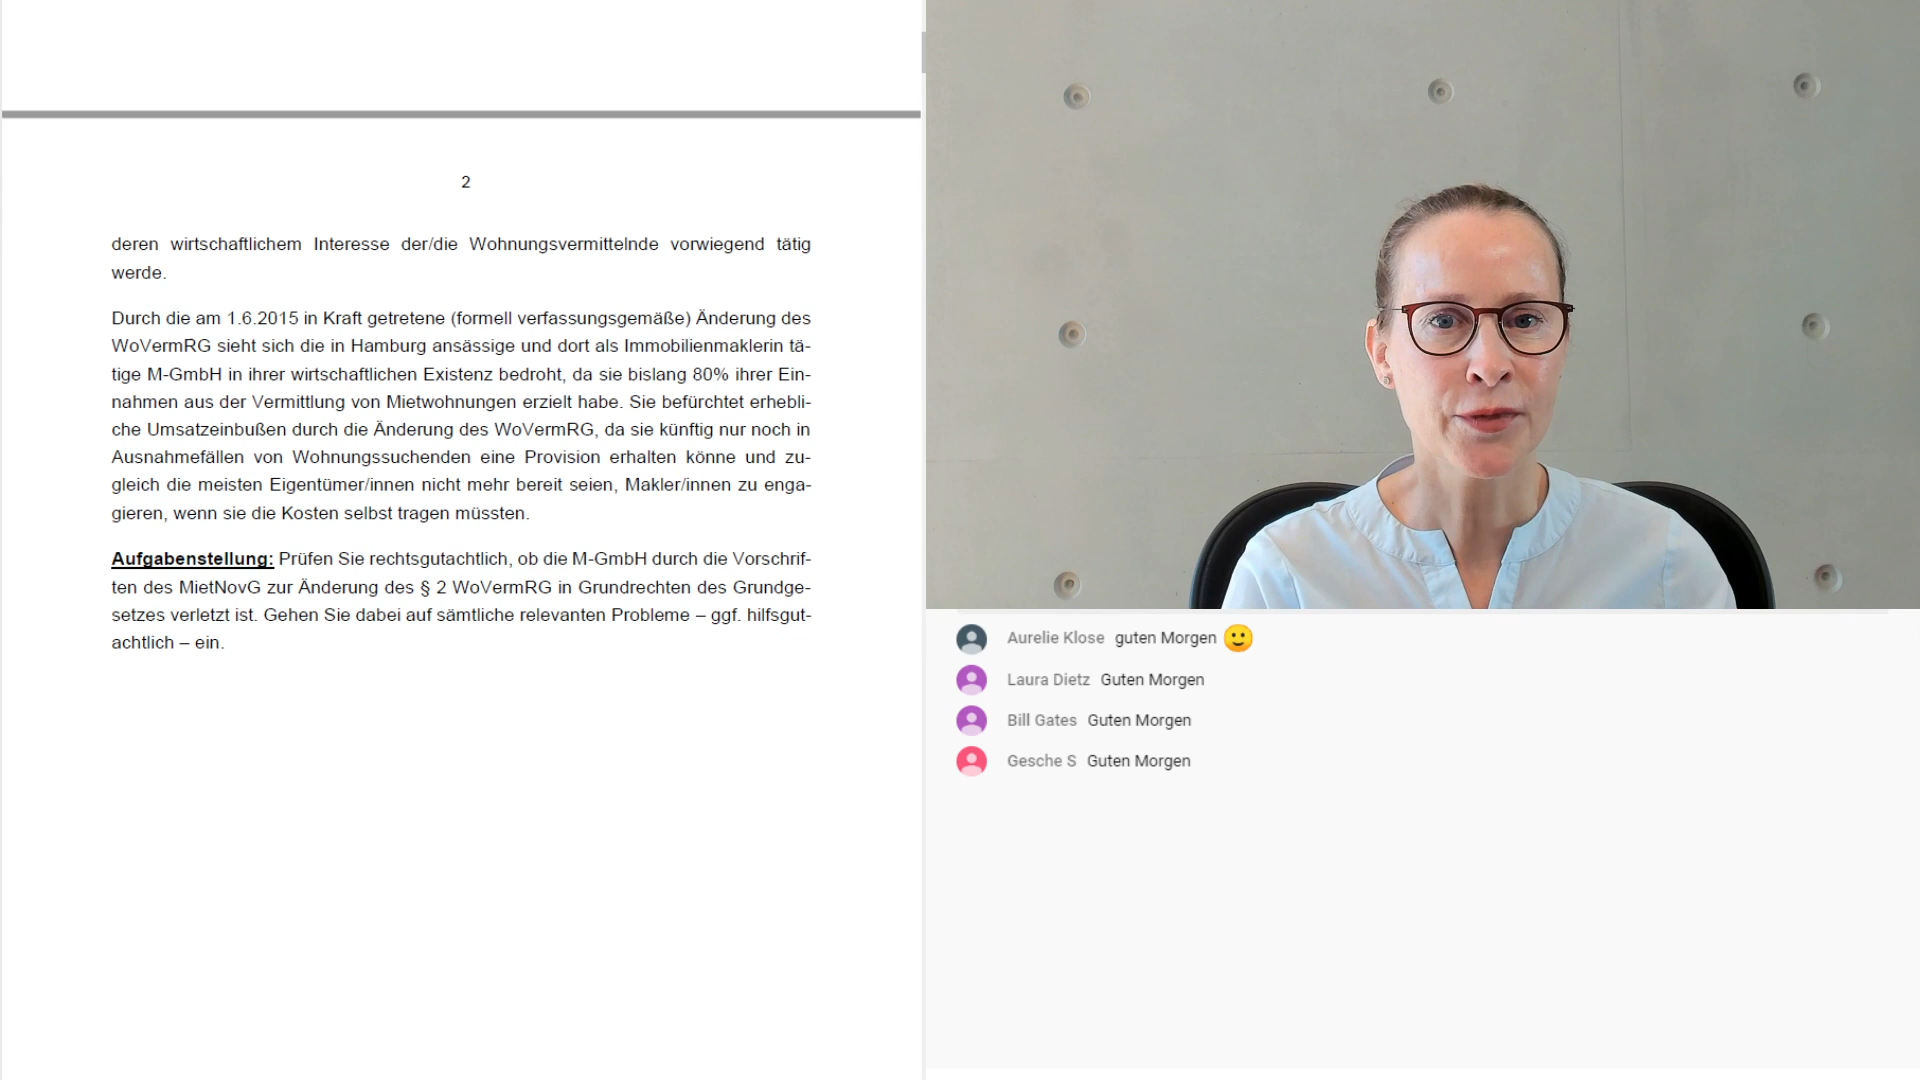 2
deren wirtschaftlichem Interesse der/die Wohnungsvermittelnde vorwiegend tätig
werde.
Durch die am 1.6.2015 in Kraft getretene (formell verfassungsgemäße) Änderung des
WoVermRG sieht sich die in Hamburg ansässige und dort als Immobilienmaklerin tä-
tige M-GmbH in ihrer wirtschaftlichen Existenz bedroht, da sie bislang 80% ihrer Ein-
nahmen aus der Vermittlung von Mietwohnungen erzielt habe. Sie befürchtet erhebli-
che Umsatzeinbußen durch die Änderung des WoVermRG, da sie künftig nur noch in
Ausnahmefällen von Wohnungssuchenden eine Provision erhalten könne und zu-
gleich die meisten Eigentümer/innen nicht mehr bereit seien, Makler/innen zu enga-
gieren, wenn sie die Kosten selbst tragen müssten.
Aufgabenstellung: Prüfen Sie rechtsgutachtlich, ob die M-GmbH durch die Vorschrif-
ten des MietNovG zur Änderung des § 2 WoVermRG in Grundrechten des Grundge-
setzes verletzt ist. Gehen Sie dabei auf sämtliche relevanten Probleme – ggf. hilfsgut-
achtlich – ein.
Aurelie Klose guten Morgen 🙂
Laura Dietz Guten Morgen
Bill Gates Guten Morgen
Gesche S Guten Morgen